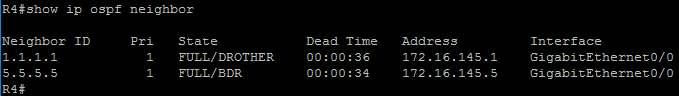 R4#show ip ospf neighbor
Neighbor ID     Pri   State           Dead Time   Address         Interface
1.1.1.1           1   FULL/DROTHER    00:00:36    172.16.145.1    GigabitEthernet0/0
5.5.5.5           1   FULL/BDR        00:00:34    172.16.145.5    GigabitEthernet0/0
R4#